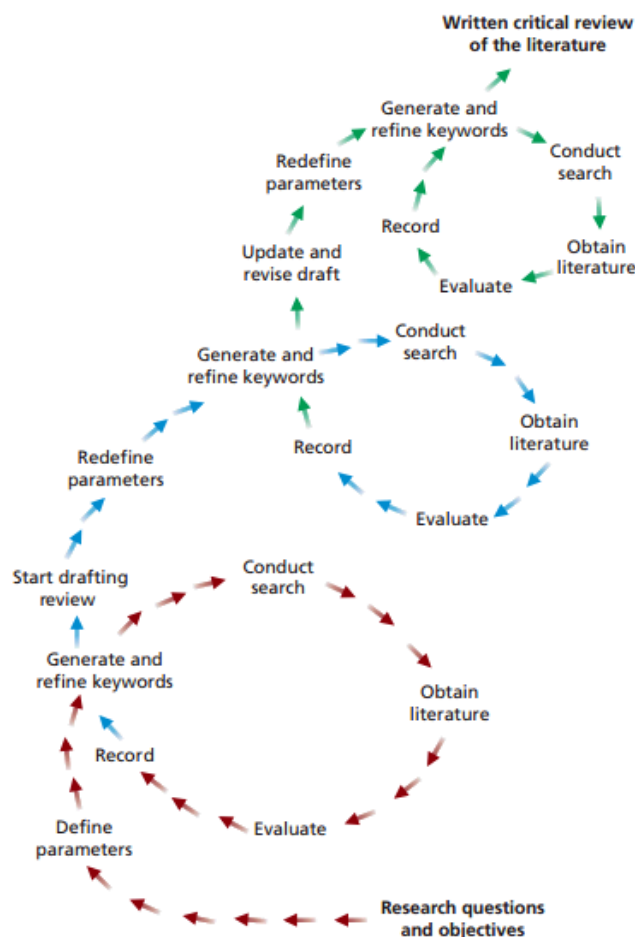 Written critical review
of the literature
Generate and
refine keywords
Conduct
search
Redefine
parameters
Record
Obtain
literature
Update and
revise draft
Evaluate
Conduct
search
Generate and
refine keywords
Obtain
literature
Record
Redefine
parameters
Evaluate
Conduct
search
Start drafting
review
Generate and
refine keywords
Obtain
literature
Record
Define
parameters
Evaluate
Research questions
and objectives